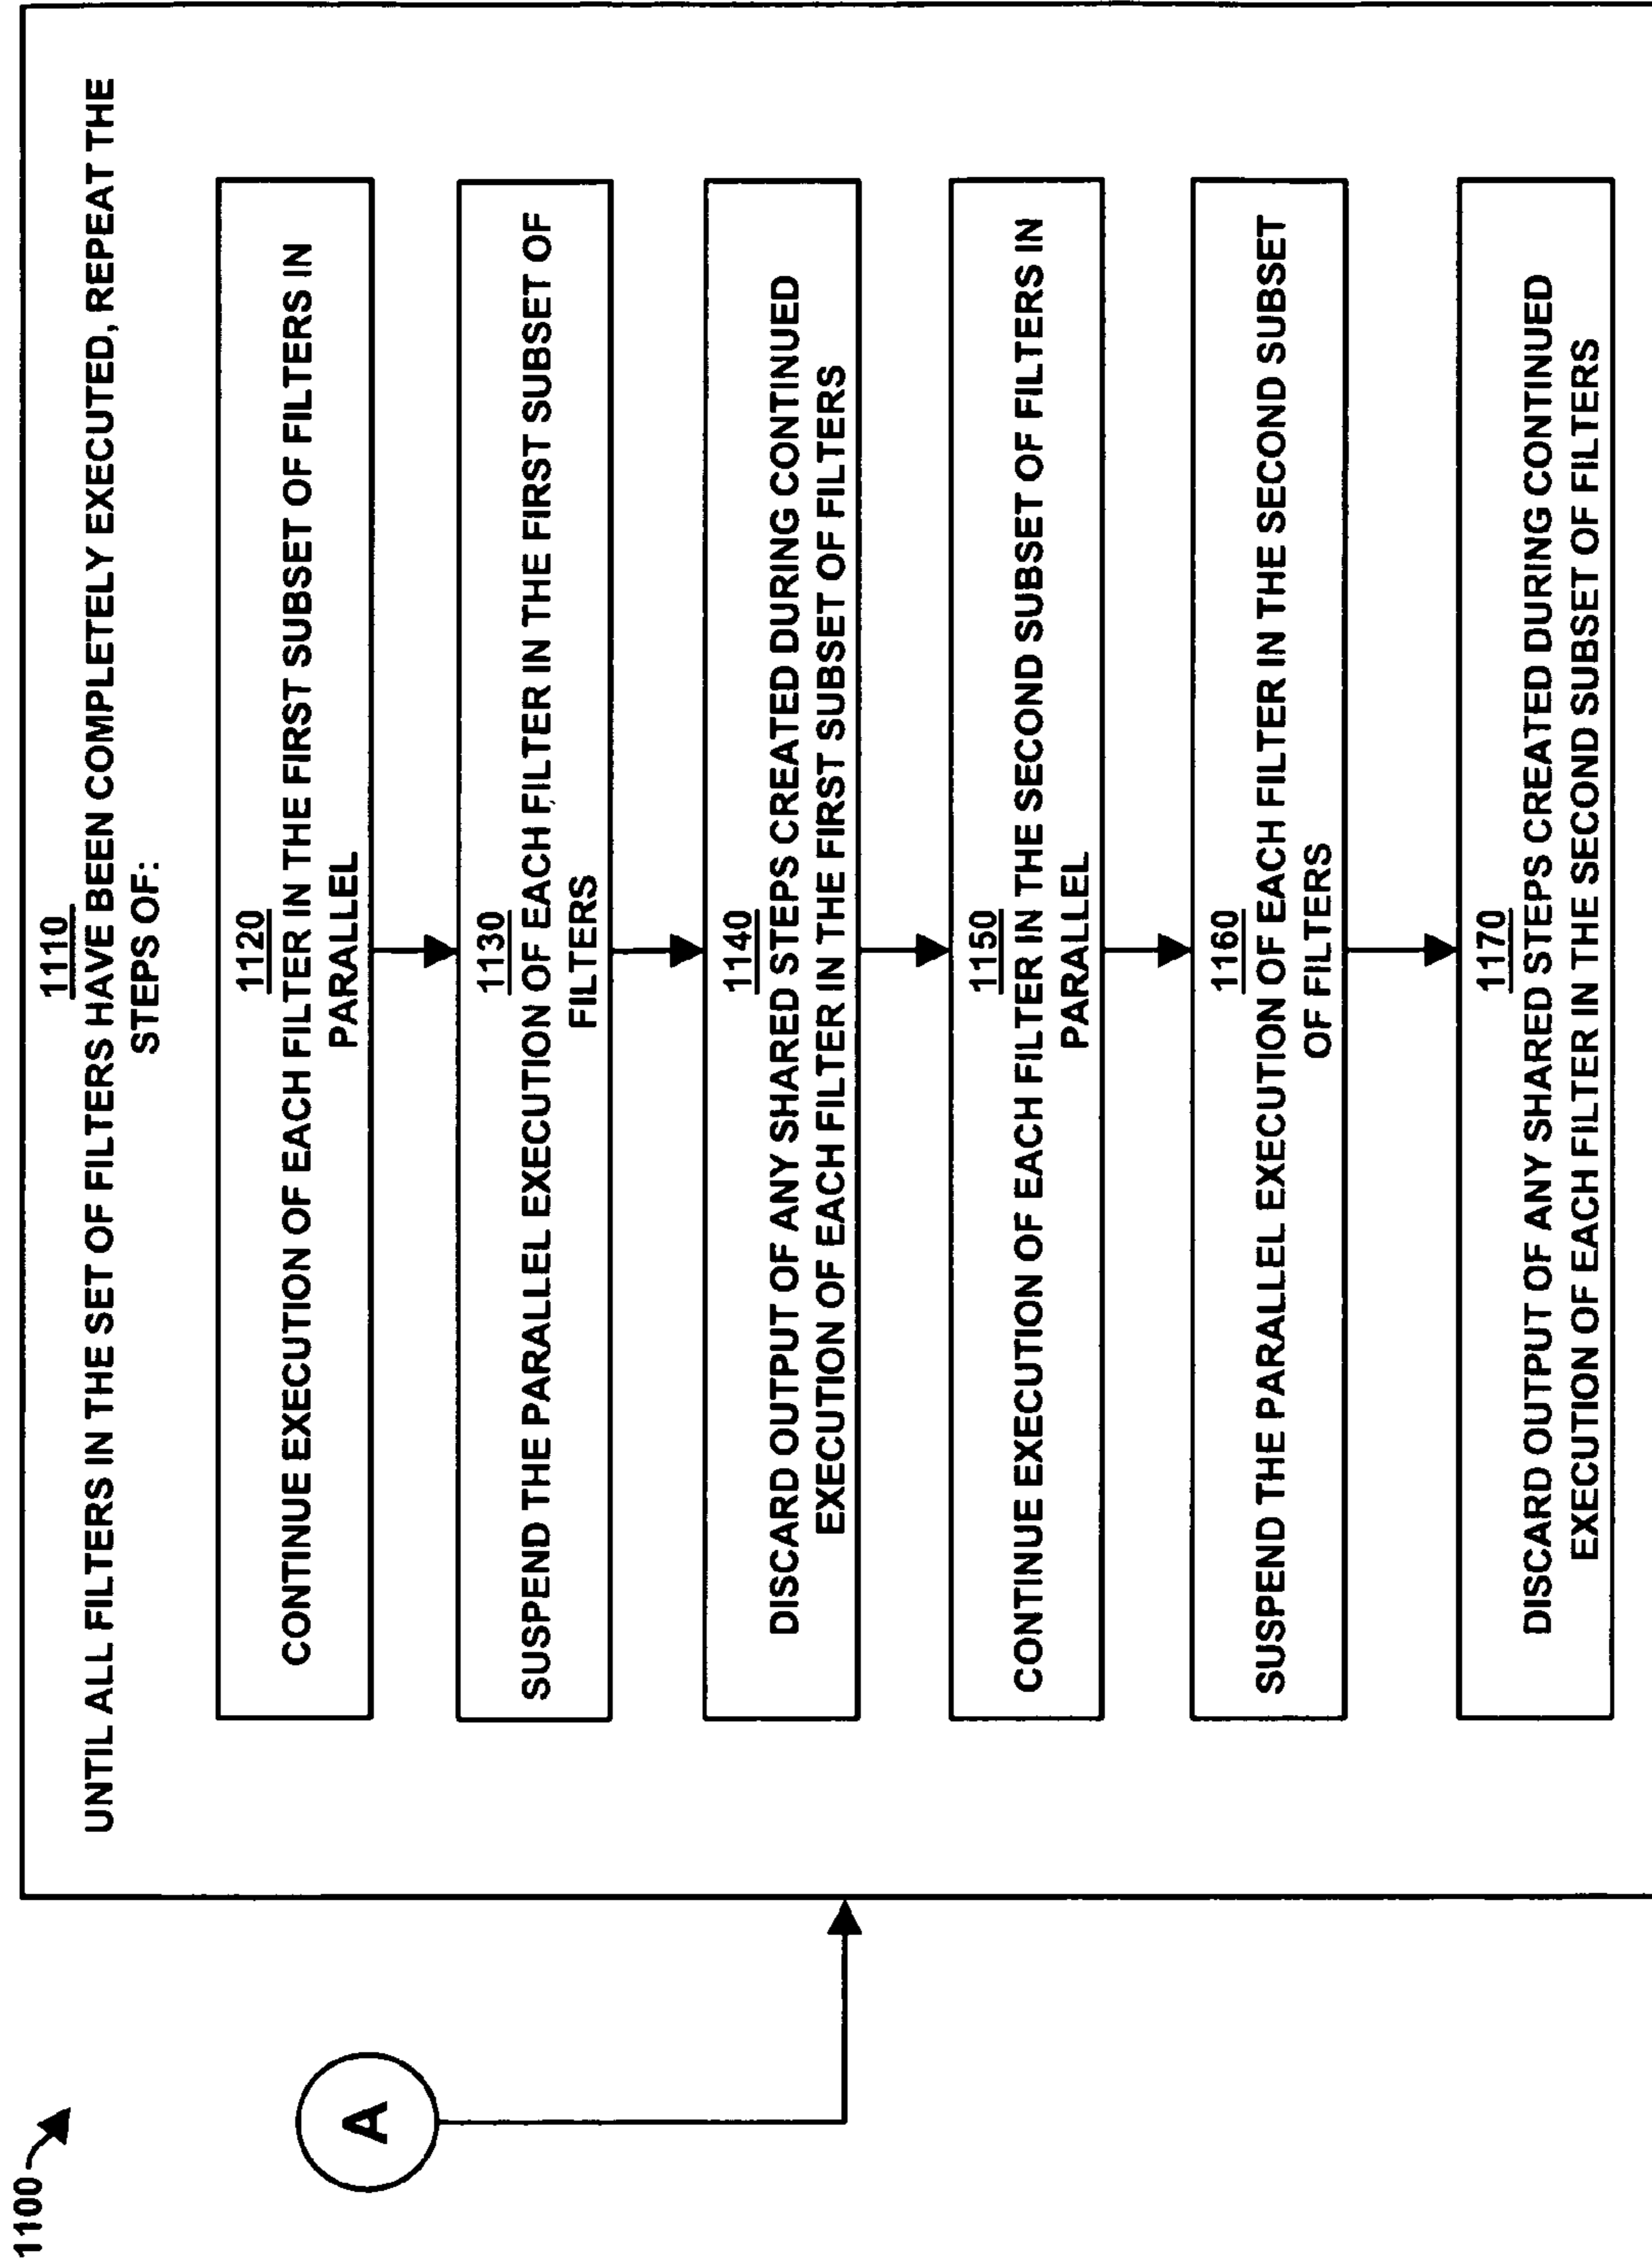 1100
A
1110
UNTIL ALL FILTERS IN THE SET OF FILTERS HAVE BEEN COMPLETELY EXECUTED, REPEAT THE
STEPS OF:
1120
CONTINUE EXECUTION OF EACH FILTER IN THE FIRST SUBSET OF FILTERS IN
PARALLEL
1130
SUSPEND THE PARALLEL EXECUTION OF EACH FILTER IN THE FIRST SUBSET OF
FILTERS
1140
DISCARD OUTPUT OF ANY SHARED STEPS CREATED DURING CONTINUED
EXECUTION OF EACH FILTER IN THE FIRST SUBSET OF FILTERS
1150
CONTINUE EXECUTION OF EACH FILTER IN THE SECOND SUBSET OF FILTERS IN
PARALLEL
1160
SUSPEND THE PARALLEL EXECUTION OF EACH FILTER IN THE SECOND SUBSET
OF FILTERS
1170
DISCARD OUTPUT OF ANY SHARED STEPS CREATED DURING CONTINUED
EXECUTION OF EACH FILTER IN THE SECOND SUBSET OF FILTERS